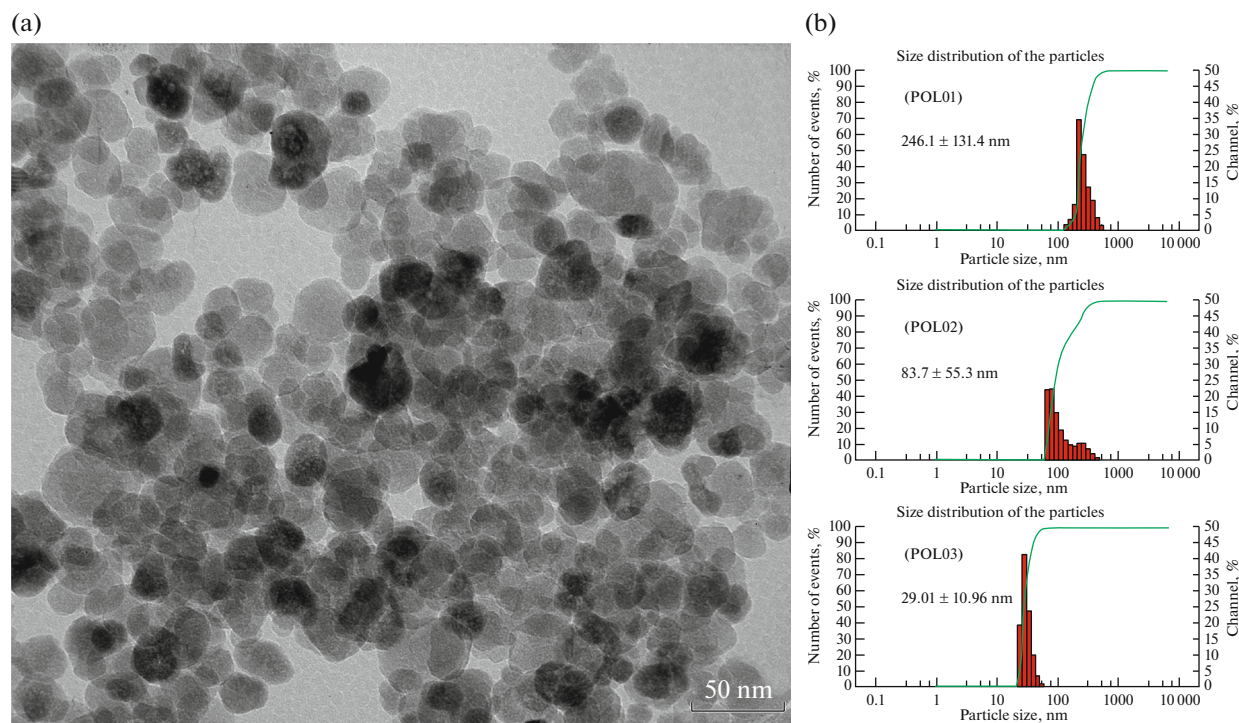 (a)
50 nm
(b)
Size distribution of the particles
Number of events, %
100
90
80
70
60
50
40
30
20
10
0
(POL01)
246.1 ± 131.4 nm
50
45
40
35
30
25
20
15
10
5
0
Channel, %
0.1 1 10 100 1000 10 000
Particle size, nm
Size distribution of the particles
Number of events, %
100
90
80
70
60
50
40
30
20
10
0
(POL02)
83.7 ± 55.3 nm
50
45
40
35
30
25
20
15
10
5
0
Channel, %
0.1 1 10 100 1000 10 000
Particle size, nm
Size distribution of the particles
Number of events, %
100
90
80
70
60
50
40
30
20
10
0
(POL03)
29.01 ± 10.96 nm
50
45
40
35
30
25
20
15
10
5
0
Channel, %
0.1 1 10 100 1000 10 000
Particle size, nm